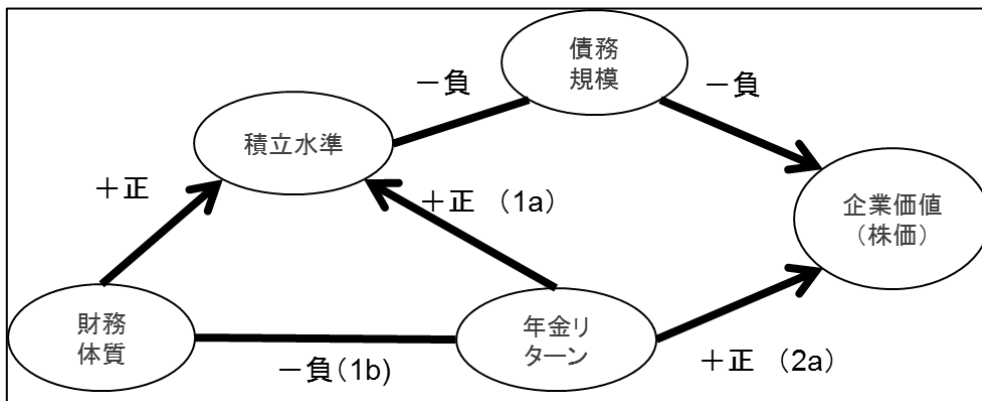 債務
規模
－負
－負
積立水準
＋正
＋正 （1a）
企業価値
（株価）
財務
体質
年金リ
ターン
－負（1b)
＋正 （2a）